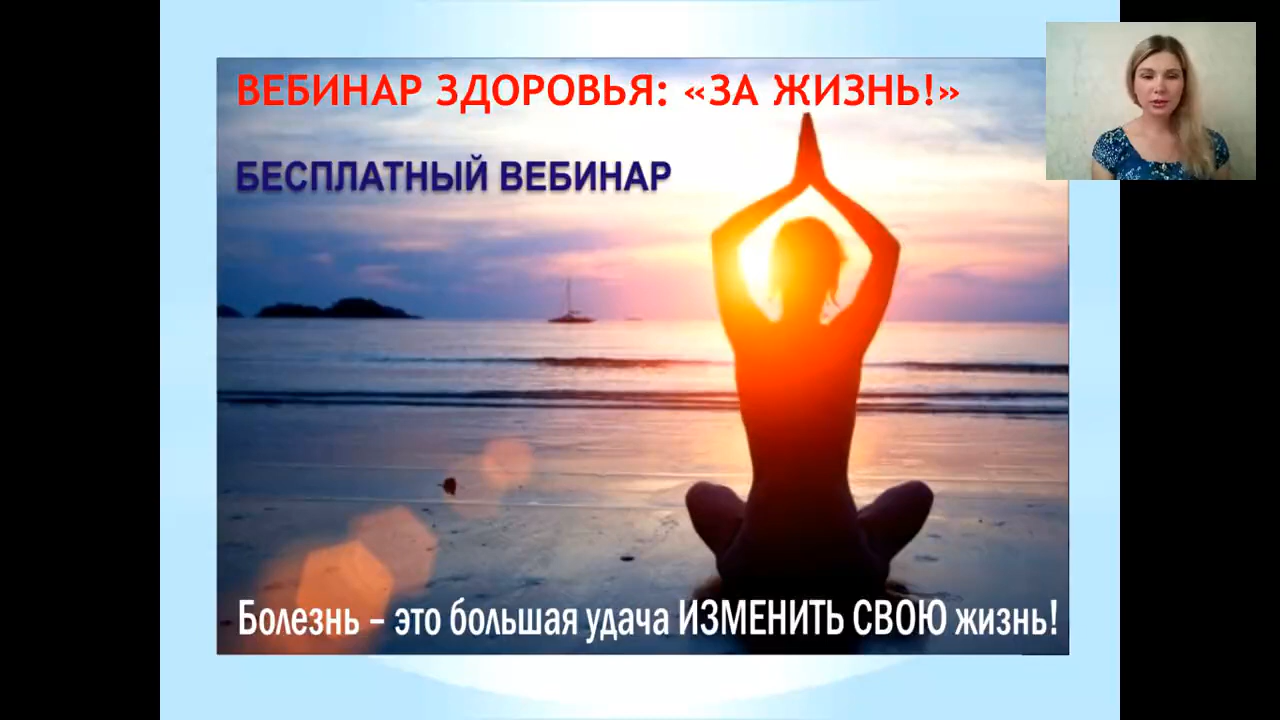 ВЕБИНАР ЗДОРОВЬЯ: «ЗА ЖИЗНЬ!»
БЕСПЛАТНЫЙ ВЕБИНАР
Болезнь – это большая удача ИЗМЕНИТЬ СВОЮ жизнь!